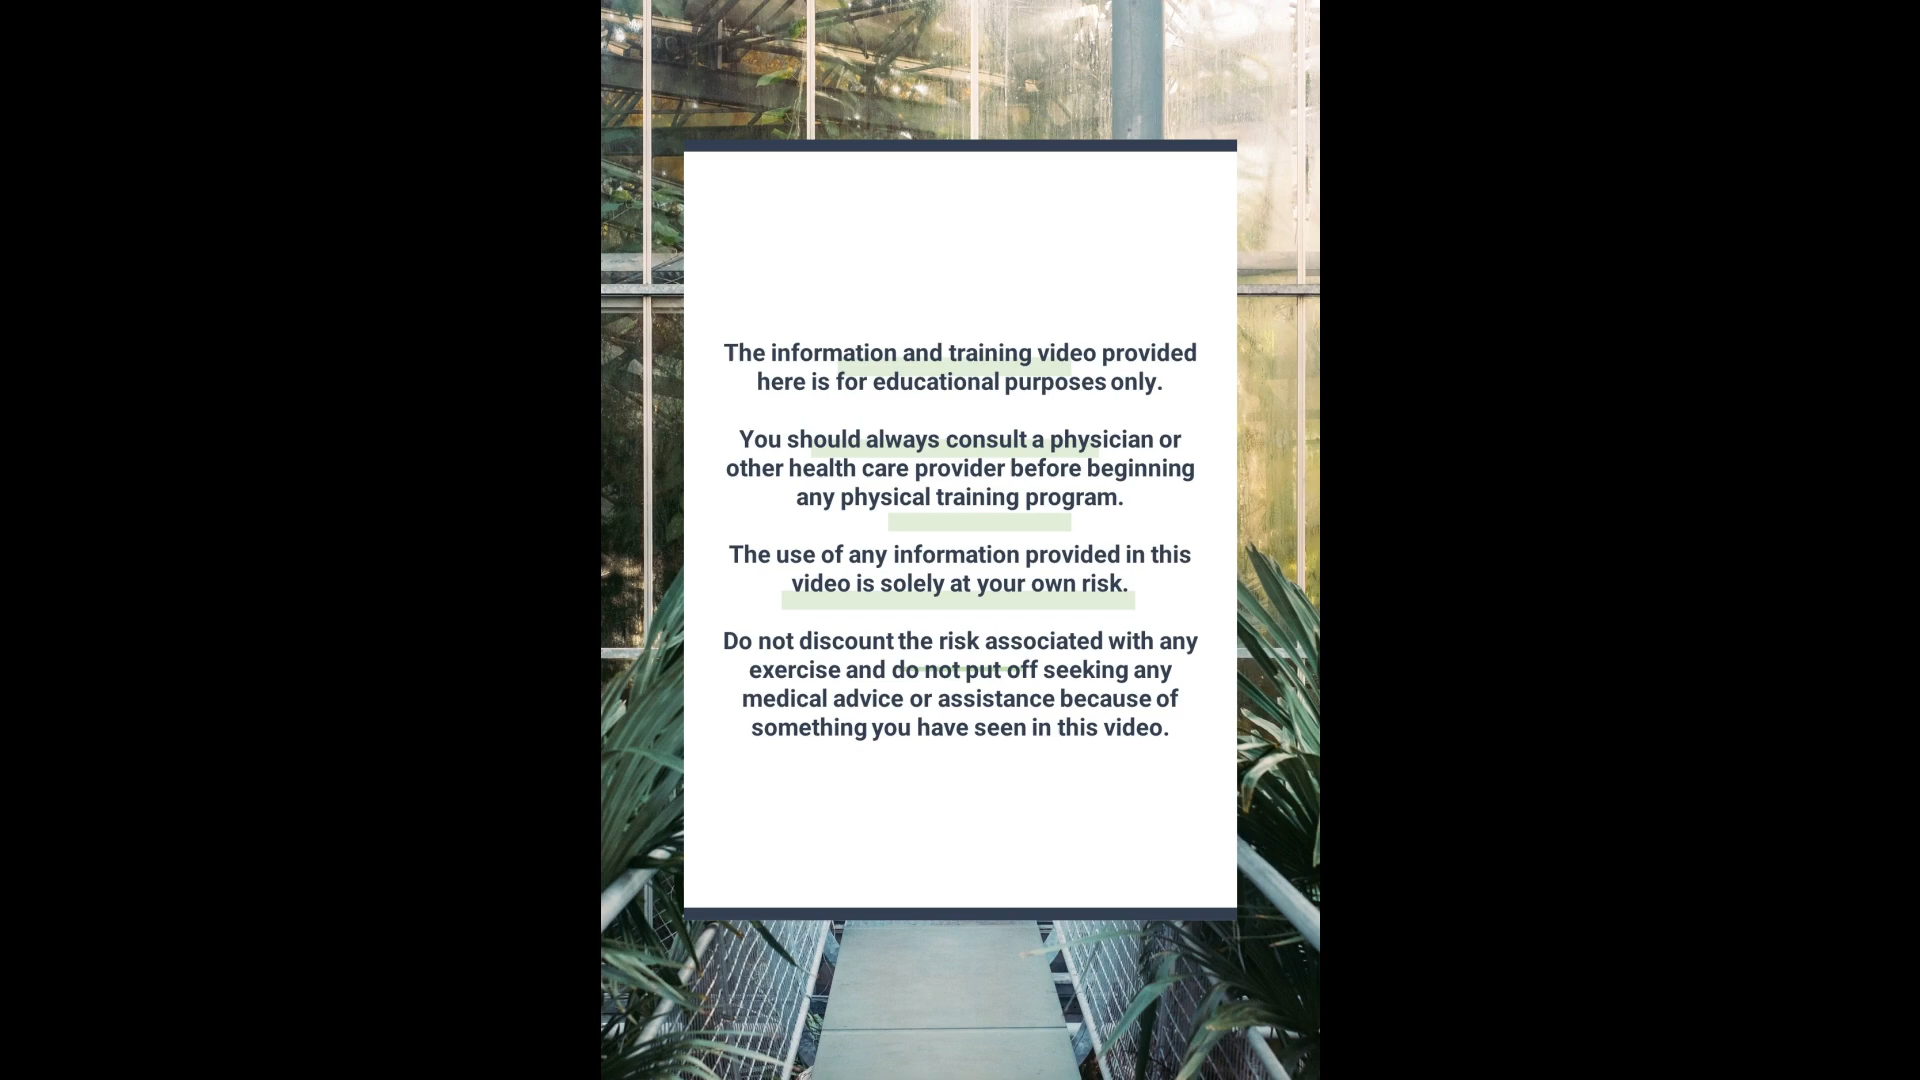 The information and training video provided
here is for educational purposes only.
You should always consult a physician or
other health care provider before beginning
any physical training program.
The use of any information provided in this
video is solely at your own risk.
Do not discount the risk associated with any
exercise and do not put off seeking any
medical advice or assistance because of
something you have seen in this video.